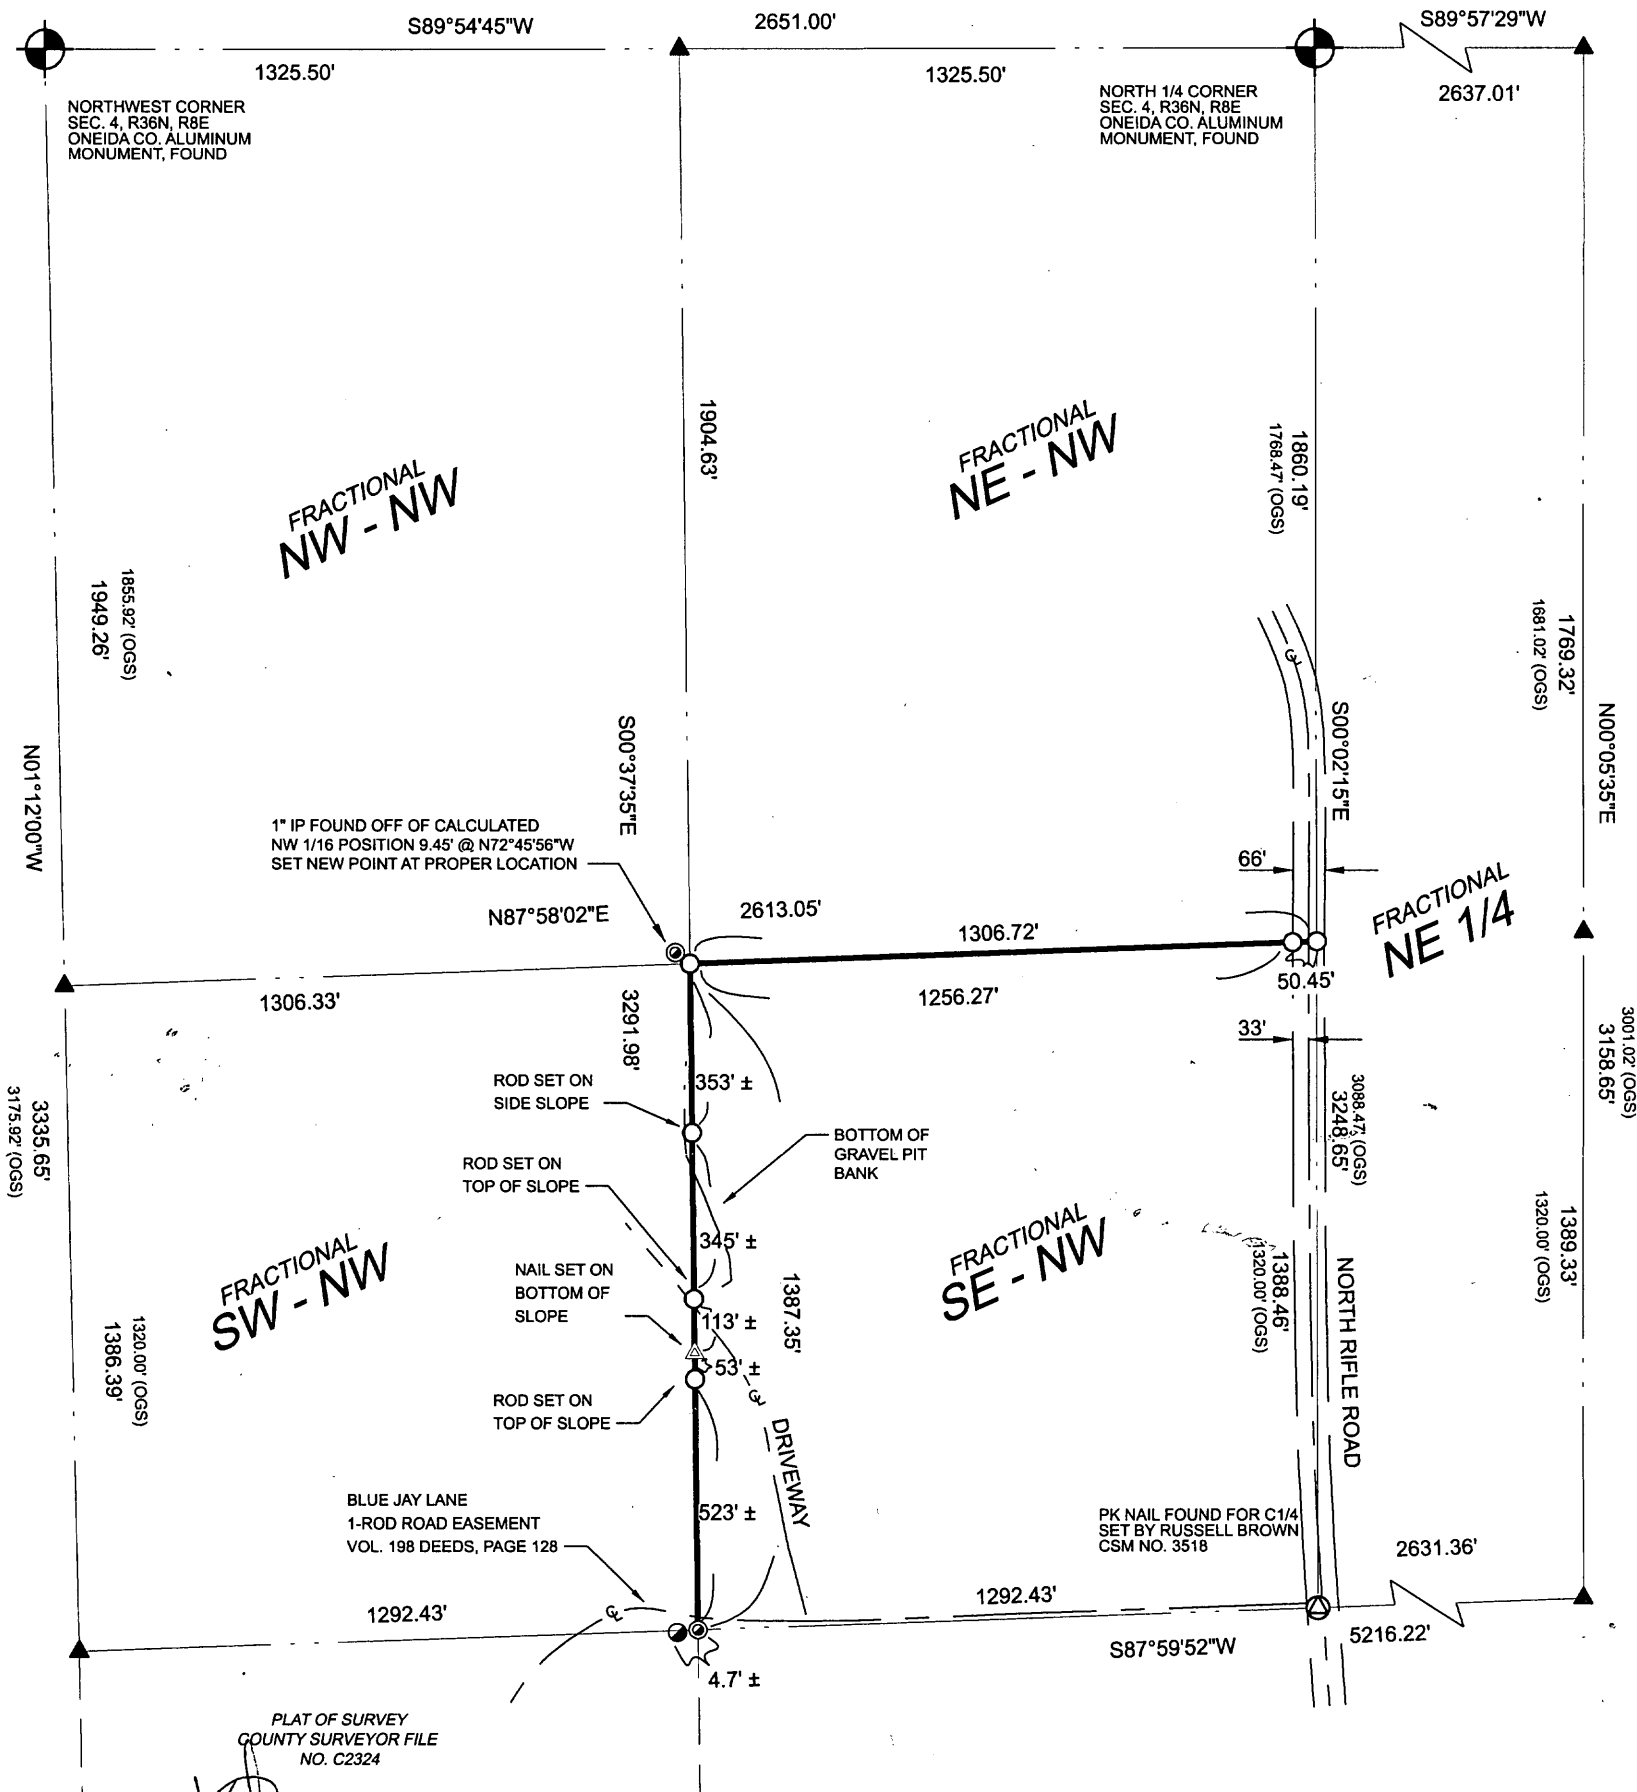 S89°54'45"W
2651.00'
S89°57'29"W
1325.50'
1325.50'
2637.01'
NORTHWEST CORNER
SEC. 4, R36N, R8E
ONEIDA CO. ALUMINUM
MONUMENT, FOUND
NORTH 1/4 CORNER
SEC. 4, R36N, R8E
ONEIDA CO. ALUMINUM
MONUMENT, FOUND
FRACTIONAL
NW - NW
1904.63'
FRACTIONAL
NE - NW
1860.19'
1768.47' (OGS)
1855.92' (OGS)
1949.26'
1769.32'
1681.02' (OGS)
N01°12'00"W
S00°37'35"E
S00°02'15"E
N00°05'35"E
1" IP FOUND OFF OF CALCULATED
NW 1/16 POSITION 9.45' @ N72°45'56"W
SET NEW POINT AT PROPER LOCATION
66'
N87°58'02"E
2613.05'
1306.72'
FRACTIONAL
NE 1/4
1306.33'
1256.27'
50.45'
3291.98'
33'
353' ±
ROD SET ON
SIDE SLOPE
3335.65'
3175.92' (OGS)
3088.47' (OGS)
3248.65'
3001.02' (OGS)
3158.65'
BOTTOM OF
GRAVEL PIT
BANK
ROD SET ON
TOP OF SLOPE
345' ±
FRACTIONAL
SW - NW
FRACTIONAL
SE - NW
NAIL SET ON
BOTTOM OF
SLOPE
113' ±
1387.35'
1388.46'
1320.00' (OGS)
1389.33'
1320.00' (OGS)
NORTH RIFLE ROAD
1320.00' (OGS)
1386.39'
53' ±
ROD SET ON
TOP OF SLOPE
℄
DRIVEWAY
BLUE JAY LANE
1-ROD ROAD EASEMENT
VOL. 198 DEEDS, PAGE 128
523' ±
PK NAIL FOUND FOR C1/4
SET BY RUSSELL BROWN
CSM NO. 3518
2631.36'
1292.43'
℄
1292.43'
S87°59'52"W
5216.22'
4.7' ±
PLAT OF SURVEY
COUNTY SURVEYOR FILE
NO. C2324